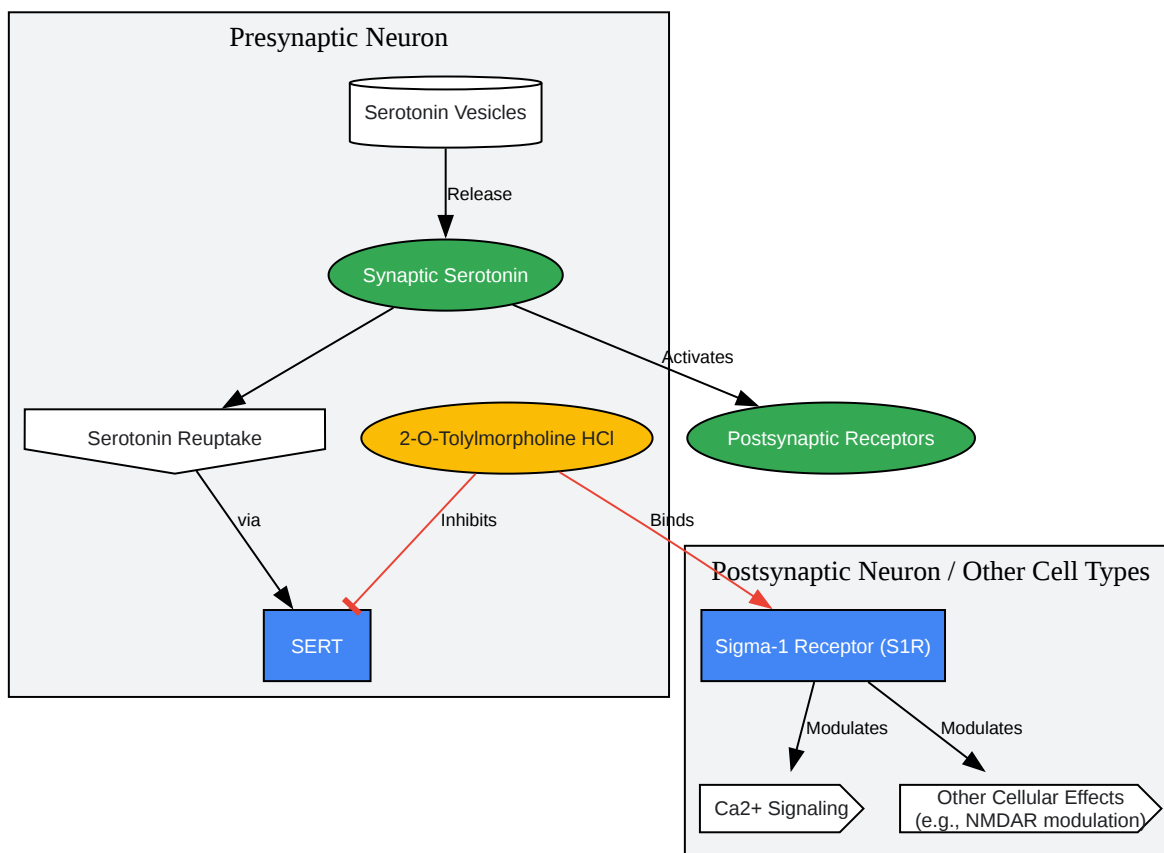 Presynaptic Neuron
Serotonin Vesicles
Release
Synaptic Serotonin
Activates
Serotonin Reuptake
2-O-Tolylmorpholine HCl
Postsynaptic Receptors
via
Inhibits
Binds
Postsynaptic Neuron / Other Cell Types
SERT
Sigma-1 Receptor (S1R)
Modulates
Modulates
Ca2+ Signaling
Other Cellular Effects
(e.g., NMDAR modulation)